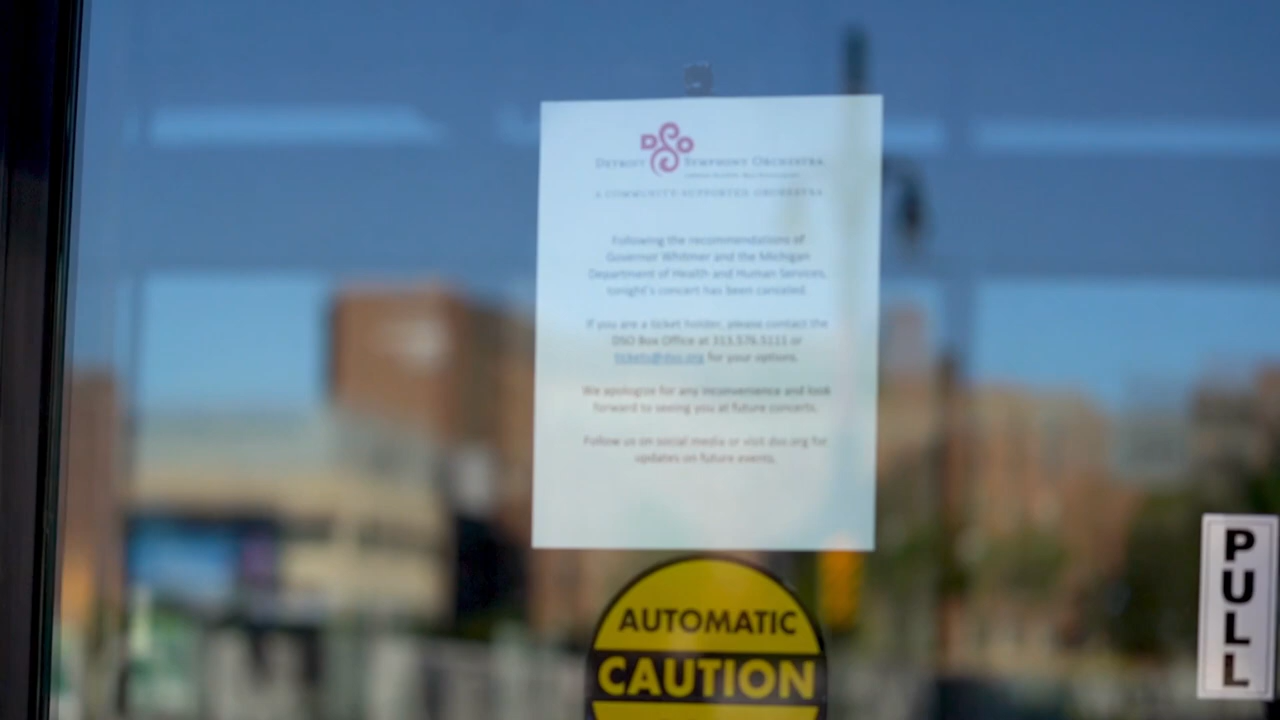 DSO
DETROIT SYMPHONY ORCHESTRA
A COMMUNITY-SUPPORTED ORCHESTRA
Following the recommendations of
Governor Whitmer and the Michigan
Department of Health and Human Services,
tonight's concert has been canceled.
If you are a ticket holder, please contact the
DSO Box Office at 313.576.5111 or
tickets@dso.org for your options.
We apologize for any inconvenience and look
forward to seeing you at future concerts.
Follow us on social media or visit dso.org for
updates on future events.
AUTOMATIC
CAUTION
PULL